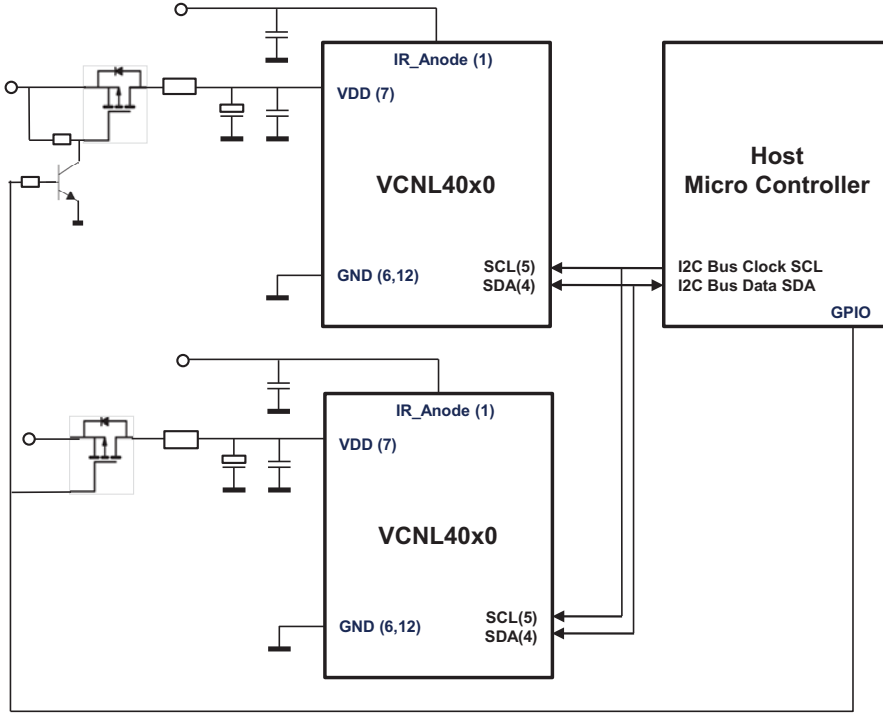 IR_Anode (1)
VDD (7)
VCNL40x0
GND (6,12)
SCL(5)
SDA(4)
Host
Micro Controller
I2C Bus Clock SCL
I2C Bus Data SDA
GPIO
IR_Anode (1)
VDD (7)
VCNL40x0
GND (6,12)
SCL(5)
SDA(4)